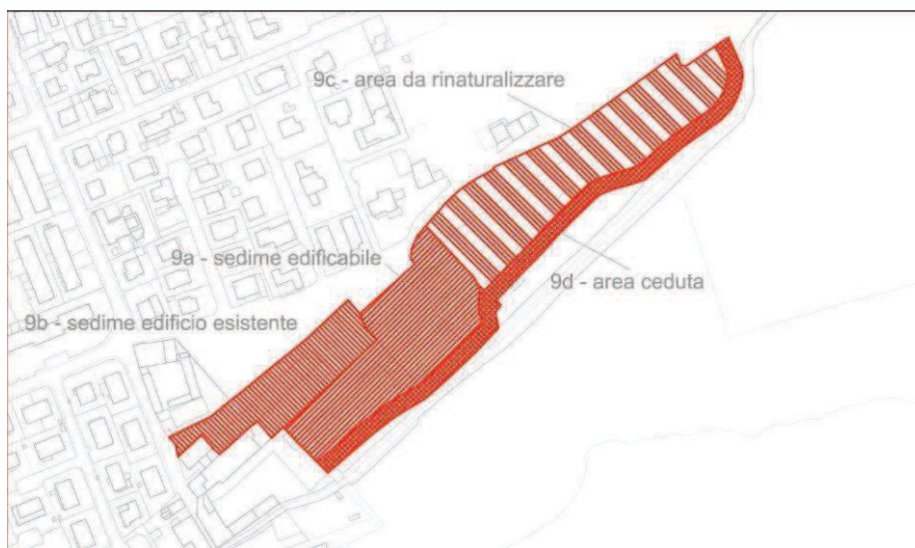 9c - area da rinaturalizzare
9a - sedime edificabile
9d - area ceduta
9b - sedime edificio esistente